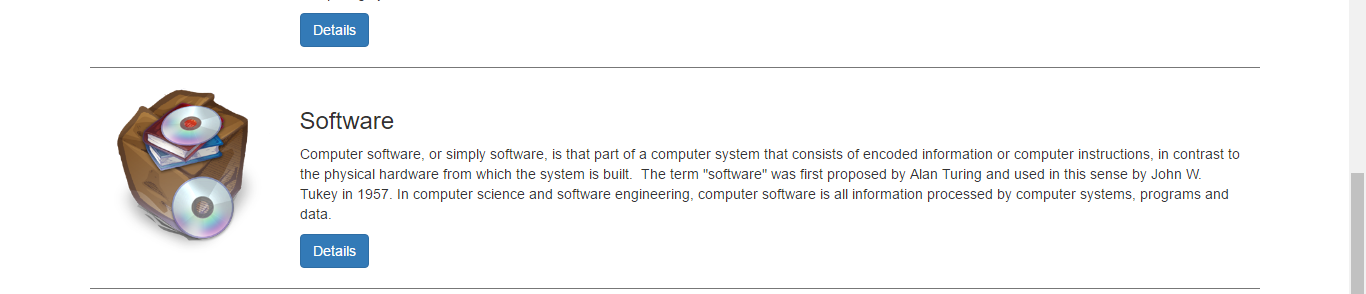 Details
Software
Computer software, or simply software, is that part of a computer system that consists of encoded information or computer instructions, in contrast to
the physical hardware from which the system is built.  The term "software" was first proposed by Alan Turing and used in this sense by John W.
Tukey in 1957. In computer science and software engineering, computer software is all information processed by computer systems, programs and
data.
Details